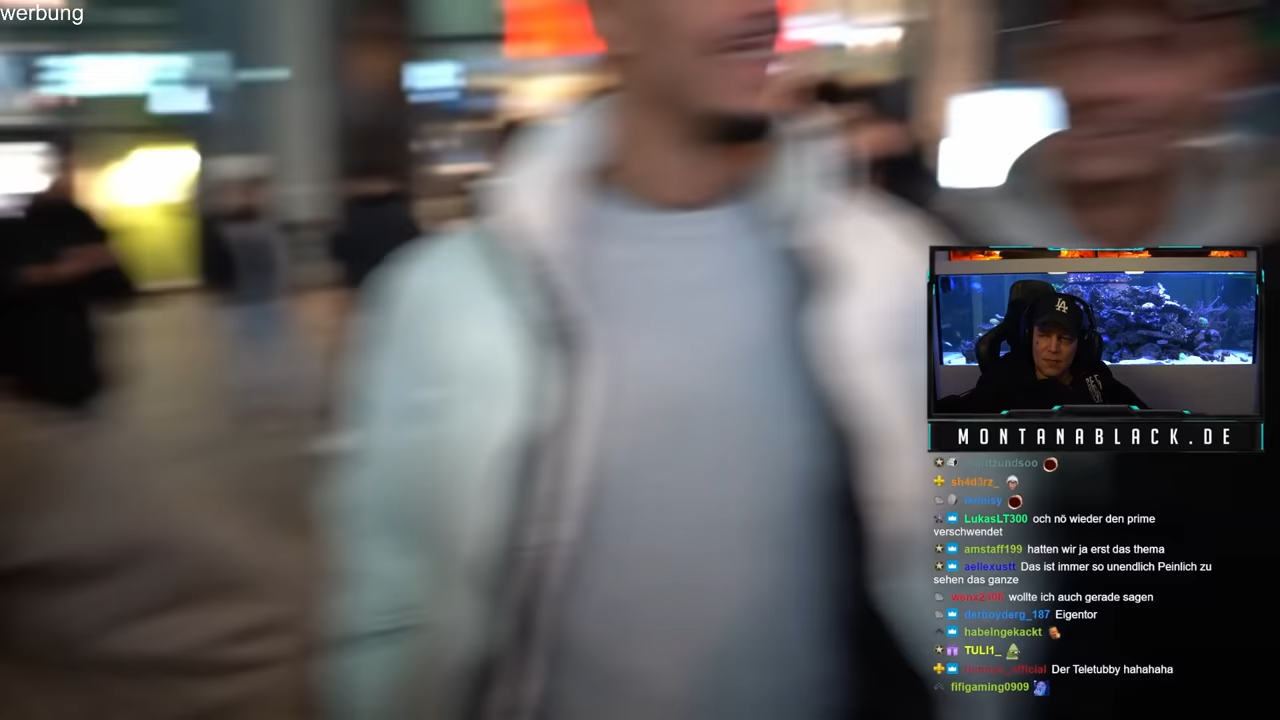 werbung
LA
MONTANABLACK.DE
sh4d3rz_
LukasLT300 och nö wieder den prime
verschwendet
amstaff199 hatten wir ja erst das thema
aellexustt Das ist immer so unendlich Peinlich zu
sehen das ganze
wollte ich auch gerade sagen
derboyderg_187 Eigentor
habelngekackt
TULI1_
Der Teletubby hahahaha
fifigaming0909